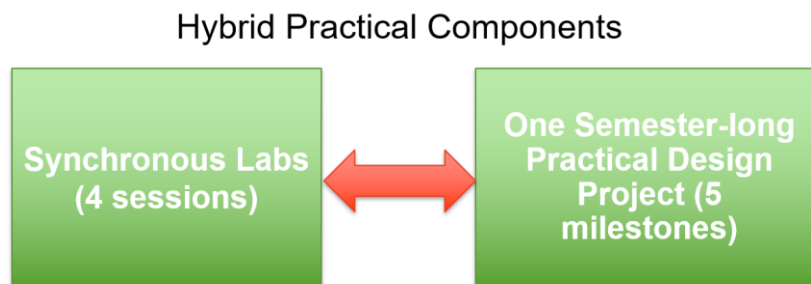 Hybrid Practical Components
Synchronous Labs
(4 sessions)
One Semester-long
Practical Design
Project (5
milestones)